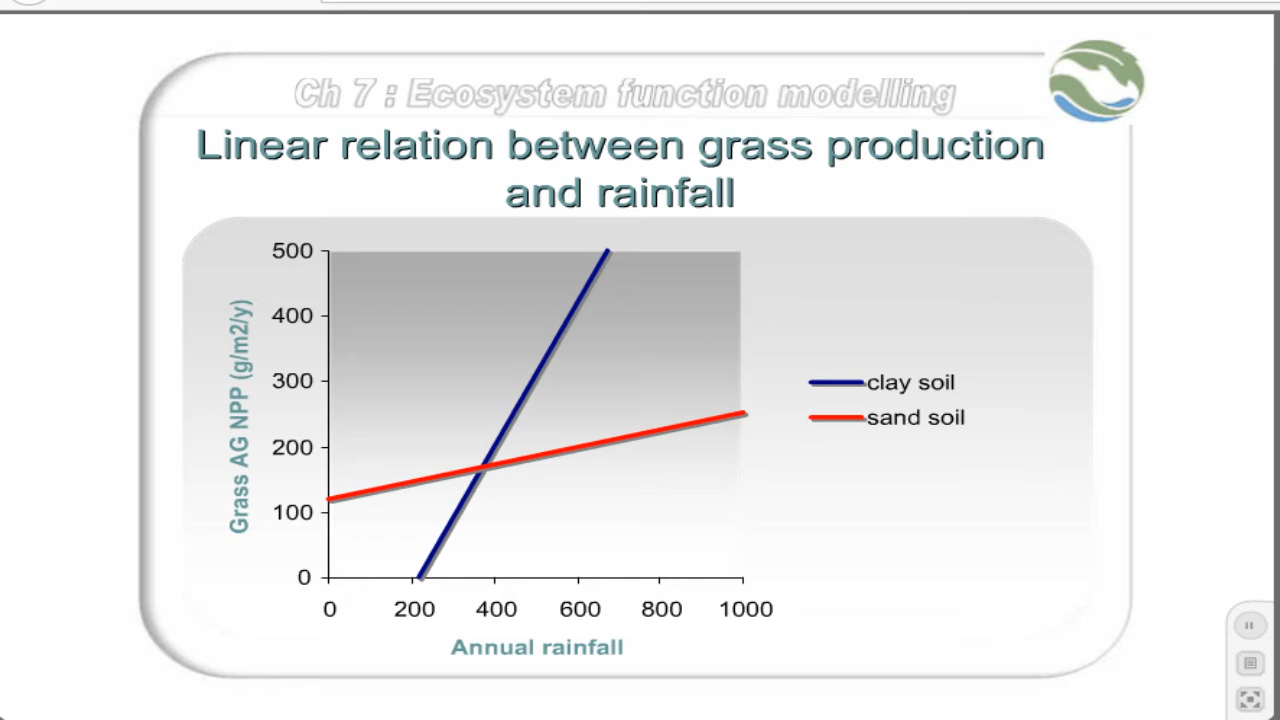 Ch 7 : Ecosystem function modelling
Linear relation between grass production
and rainfall
500
400
300
200
100
0
Grass AG NPP (g/m2/y)
0 200 400 600 800 1000
Annual rainfall
clay soil
sand soil